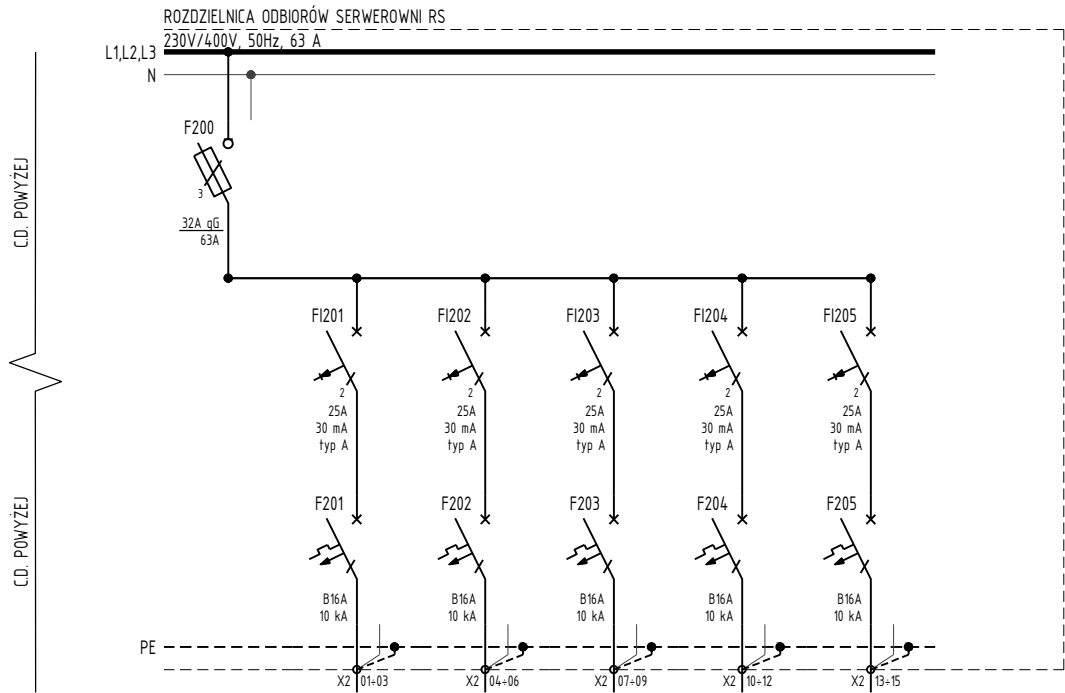 ROZDZIELNICA ODBIORÓW SERWEROWNI RS
230V/400V, 50Hz, 63 A
L1,L2,L3
N
F200
3
32A gG
63A
C.D. POWYŻEJ
FI201 FI202 FI203 FI204 FI205
2 2 2 2 2
25A 25A 25A 25A 25A
30 mA 30 mA 30 mA 30 mA 30 mA
typ A typ A typ A typ A typ A
C.D. POWYŻEJ
F201 F202 F203 F204 F205
B16A B16A B16A B16A B16A
10 kA 10 kA 10 kA 10 kA 10 kA
PE
X2 01÷03 X2 04÷06 X2 07÷09 X2 10÷12 X2 13÷15